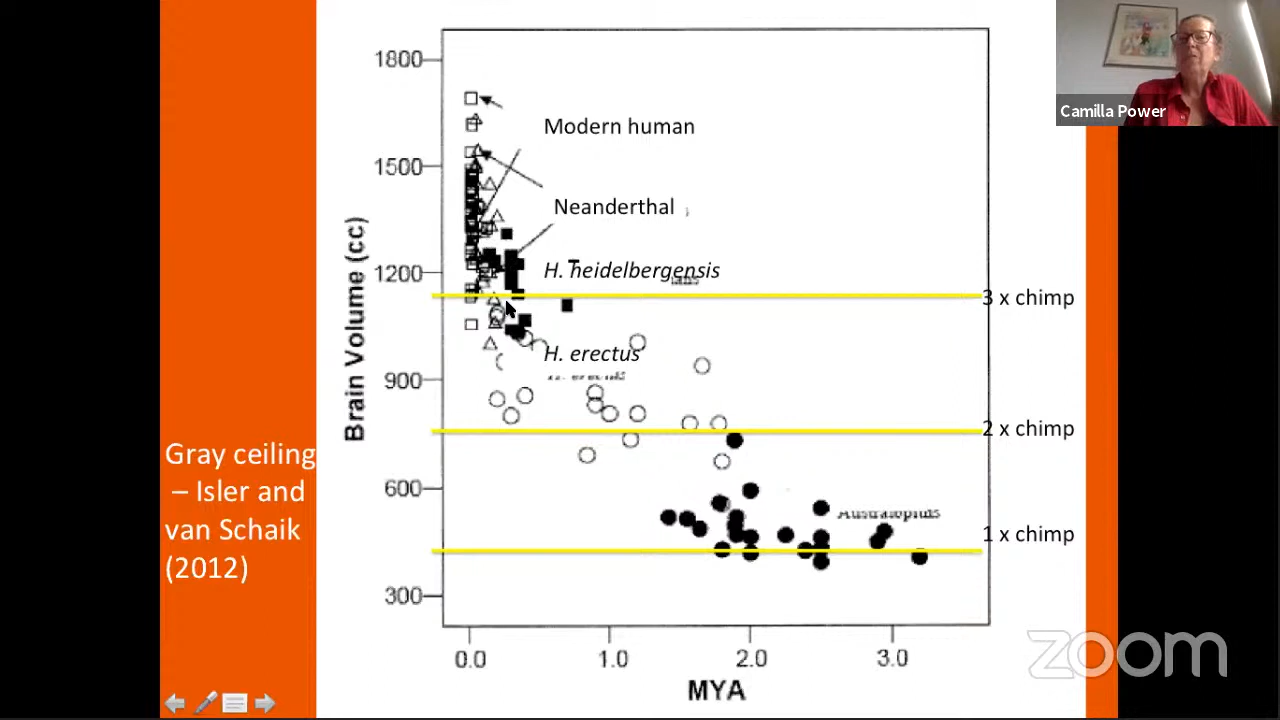 Camilla Power
Gray ceiling
– Isler and
van Schaik
(2012)
Brain Volume (cc)
1800
1500
1200
900
600
300
Modern human
Neanderthal
H. heidelbergensis
3 x chimp
H. erectus
2 x chimp
1 x chimp
0.0
1.0
2.0
3.0
MYA
zoom